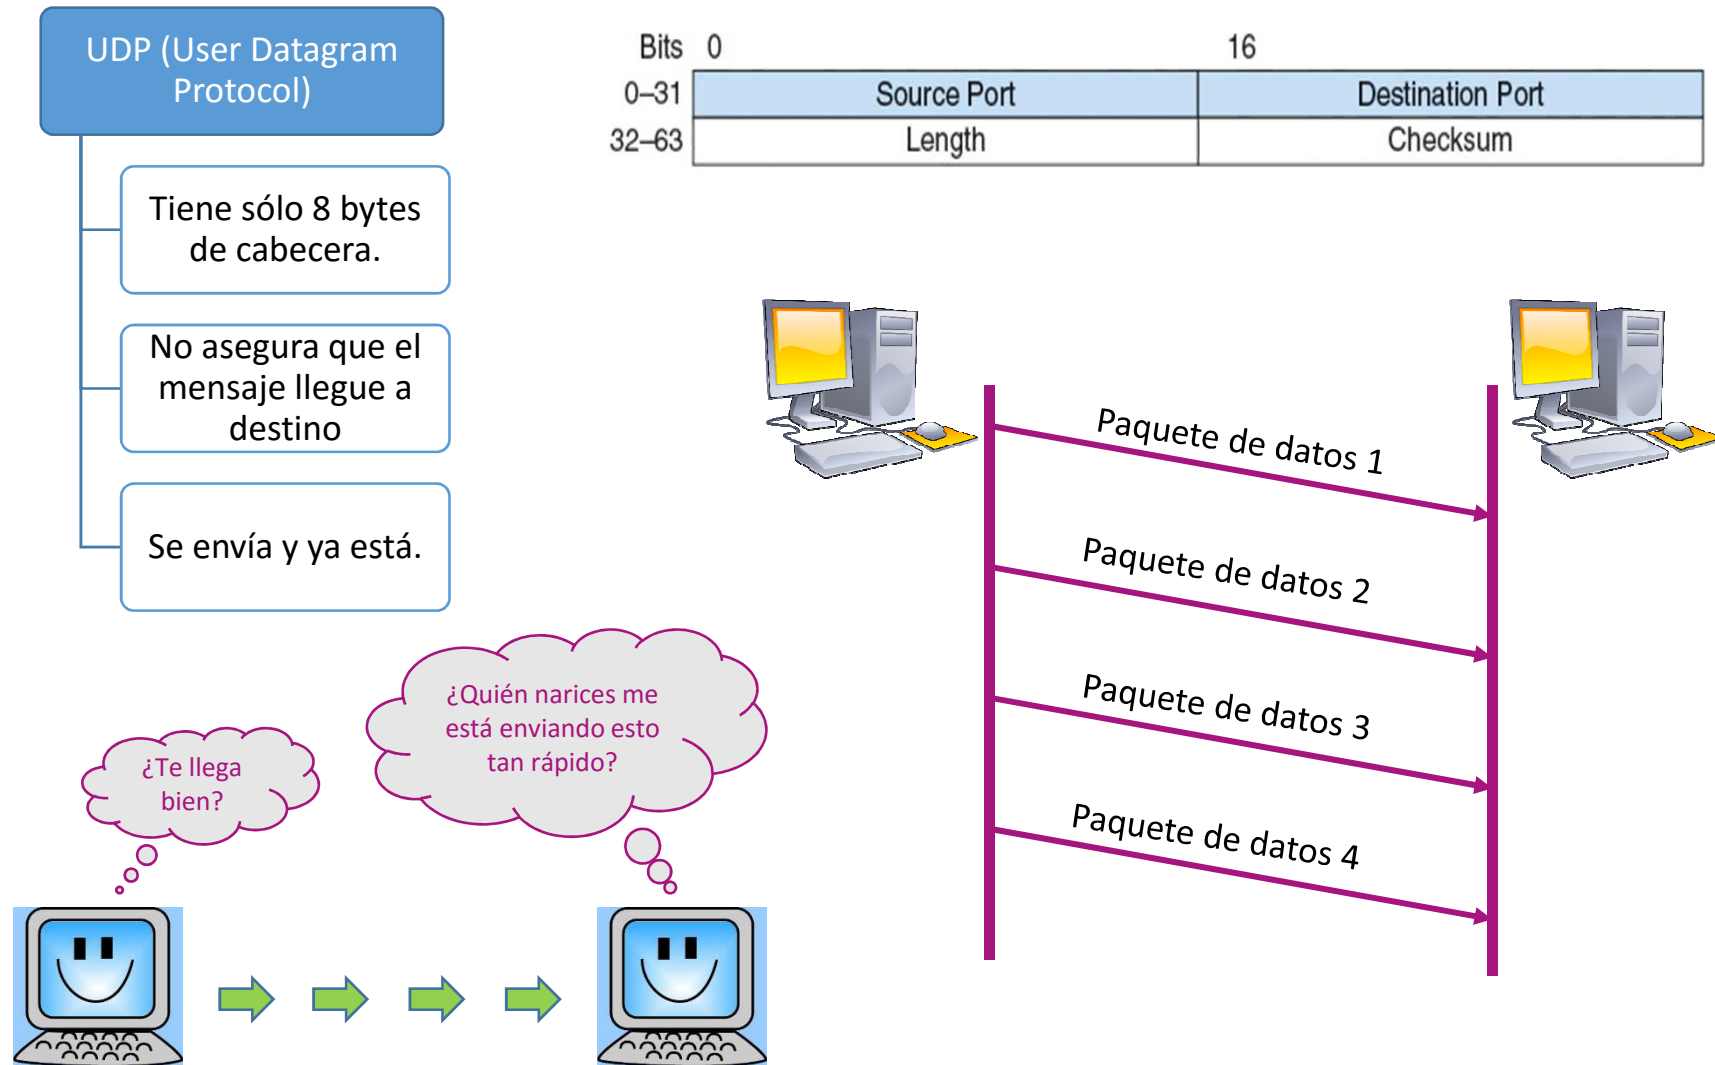 UDP (User Datagram
Protocol)
Tiene sólo 8 bytes
de cabecera.
No asegura que el
mensaje llegue a
destino
Se envía y ya está.
Bits 0 16
0–31 Source Port Destination Port
32–63 Length Checksum
Paquete de datos 1
Paquete de datos 2
Paquete de datos 3
Paquete de datos 4
¿Te llega
bien?
¿Quién narices me
está enviando esto
tan rápido?